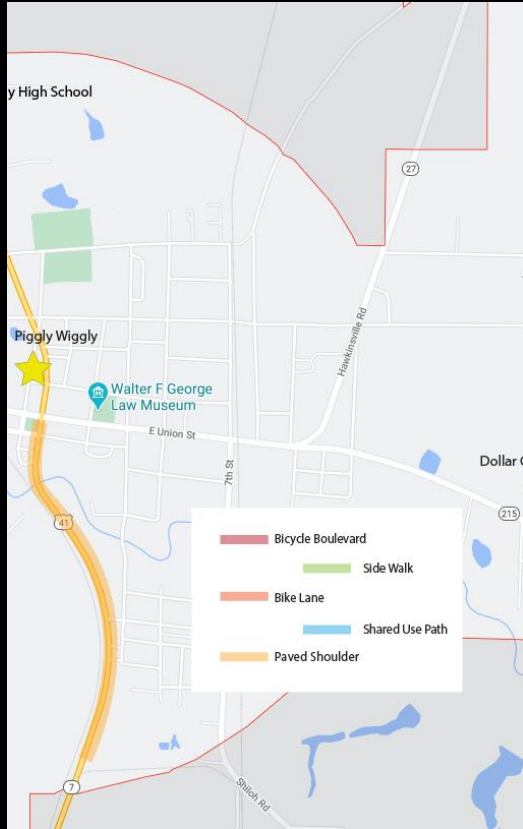 y High School
27
Hawkinsville Rd
Piggly Wiggly
Walter F George
Law Museum
E Union St
7th St
Dollar G
215
41
Bicycle Boulevard
Side Walk
Bike Lane
Shared Use Path
Paved Shoulder
7
Shiloh Rd